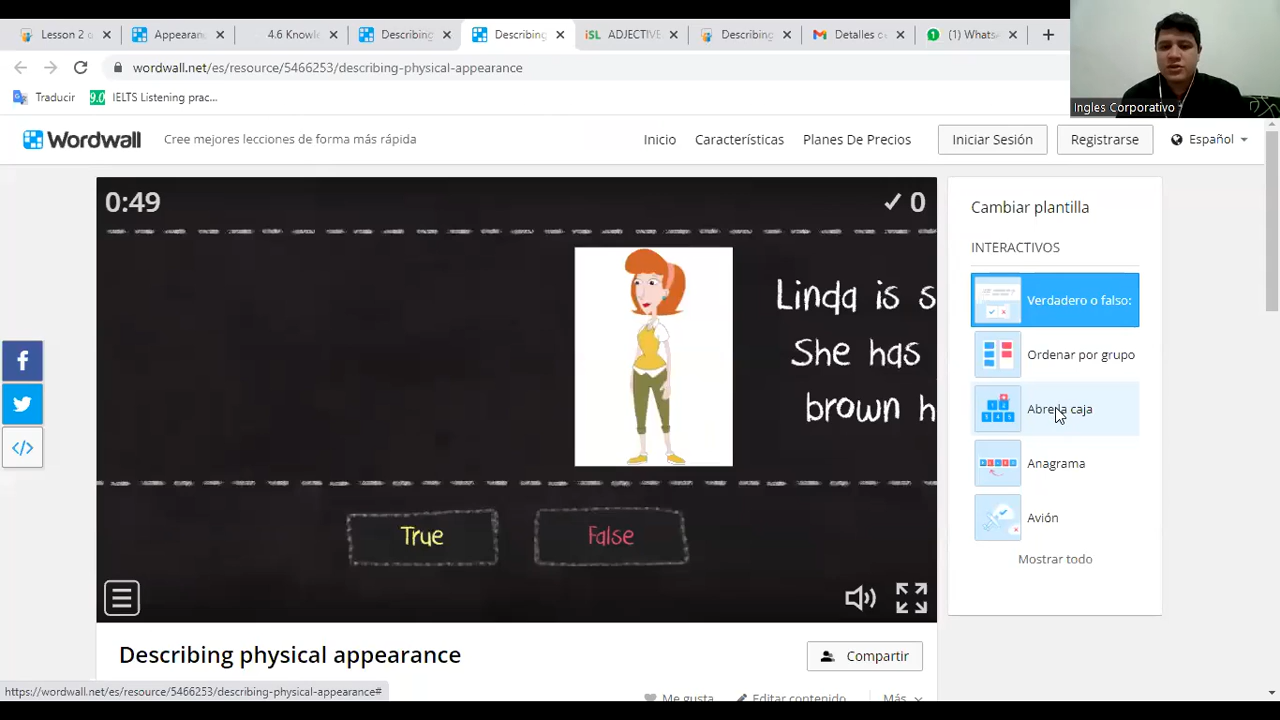 Lesson 2 o
Appearan
4.6 Knowl
Describing
Describing
iSL ADJECTIVE
Describing
Detalles c
(1) Whats
wordwall.net/es/resource/5466253/describing-physical-appearance
Traducir
9.0 IELTS Listening prac...
Ingles Corporativo
Wordwall
Cree mejores lecciones de forma más rápida
Inicio
Características
Planes De Precios
Iniciar Sesión
Registrarse
Español
0:49
0
Linda is s
She has
brown h
True
False
Cambiar plantilla
INTERACTIVOS
Verdadero o falso:
Ordenar por grupo
Abre la caja
Anagrama
Avión
Mostrar todo
Describing physical appearance
Compartir
Me gusta
Editar contenido
Más
https://wordwall.net/es/resource/5466253/describing-physical-appearance#